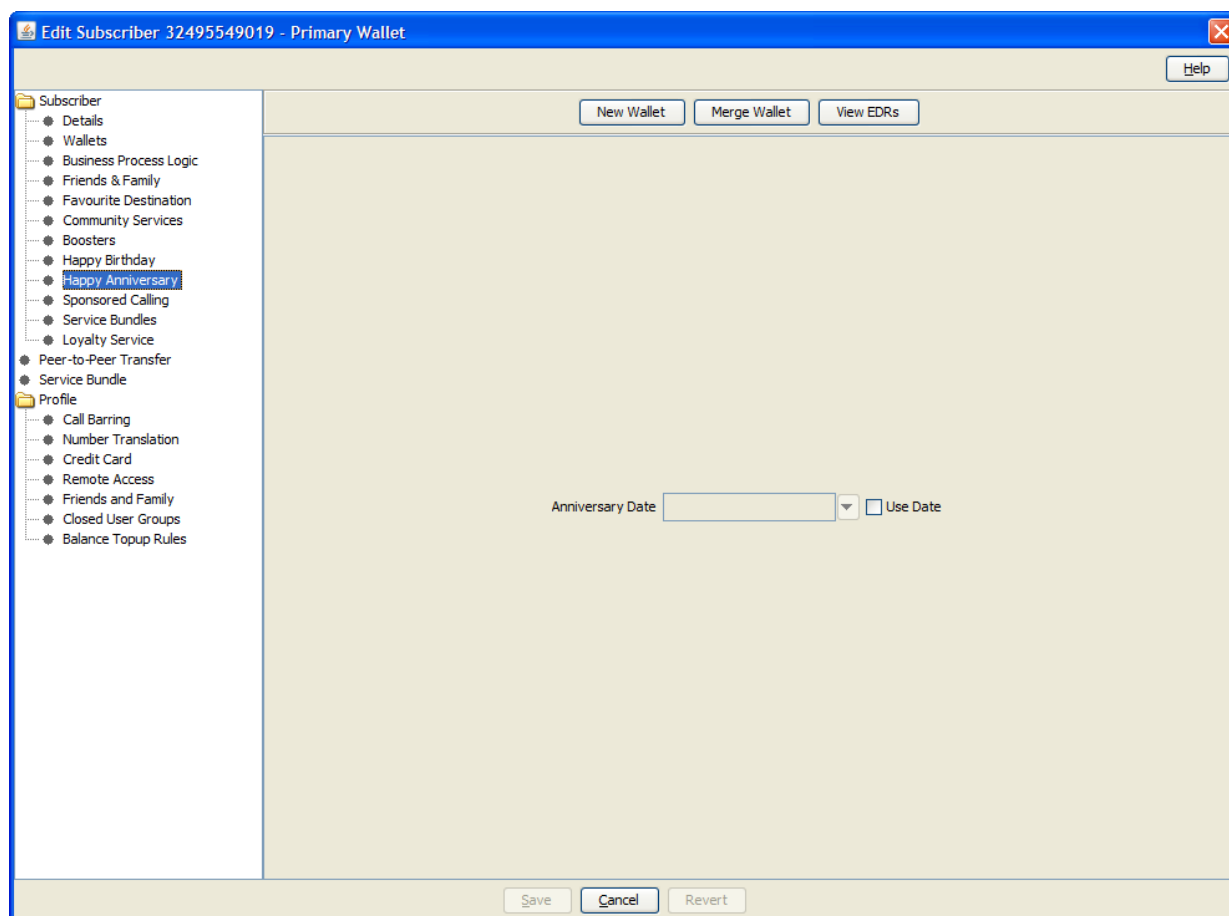 Edit Subscriber 32495549019 - Primary Wallet
Help
Subscriber
Details
Wallets
Business Process Logic
Friends & Family
Favourite Destination
Community Services
Boosters
Happy Birthday
Happy Anniversary
Sponsored Calling
Service Bundles
Loyalty Service
Peer-to-Peer Transfer
Service Bundle
Profile
Call Barring
Number Translation
Credit Card
Remote Access
Friends and Family
Closed User Groups
Balance Topup Rules
New Wallet Merge Wallet View EDRs
Anniversary Date Use Date
Save Cancel Revert